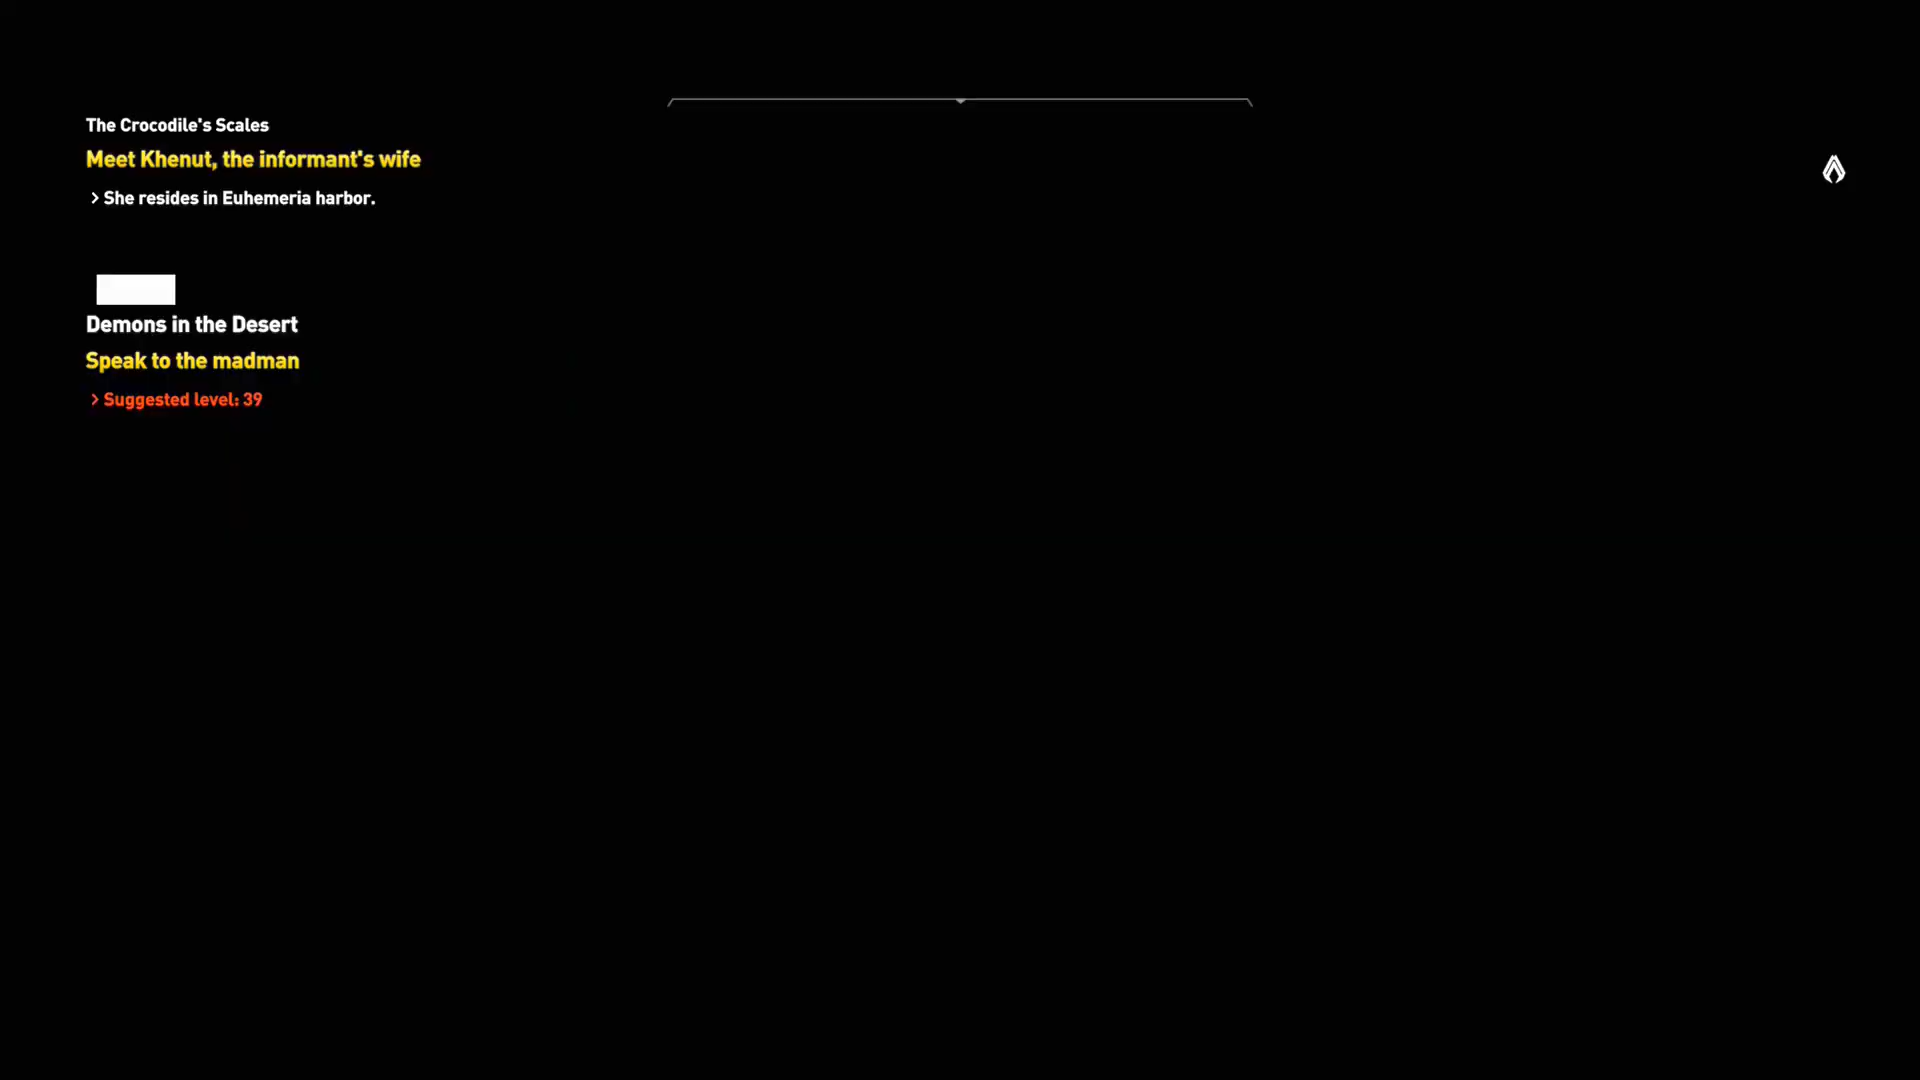 The Crocodile's Scales
Meet Khenut, the informant's wife
> She resides in Euhemeria harbor.
Demons in the Desert
Speak to the madman
> Suggested level: 39